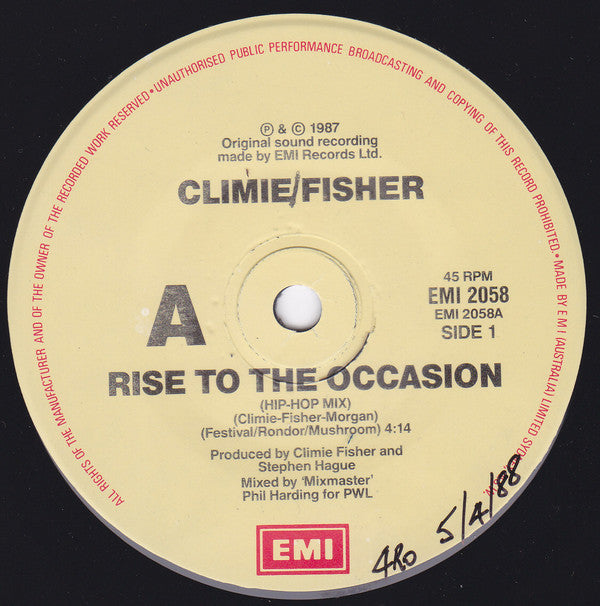 ALL RIGHTS OF THE MANUFACTURER AND OF THE OWNER OF THE RECORDED WORK RESERVED • UNAUTHORISED PUBLIC PERFORMANCE BROADCASTING AND COPYING OF THIS RECORD PROHIBITED. • MADE BY E M I (AUSTRALIA) LIMITED
℗ & © 1987
Original sound recording
made by EMI Records Ltd.
CLIMIE/FISHER
A
45 RPM
EMI 2058
EMI 2058A
SIDE 1
RISE TO THE OCCASION
(HIP-HOP MIX)
(Climie-Fisher-Morgan)
(Festival/Rondor/Mushroom) 4:14
Produced by Climie Fisher and
Stephen Hague
Mixed by 'Mixmaster'
Phil Harding for PWL
EMI
5/4/88